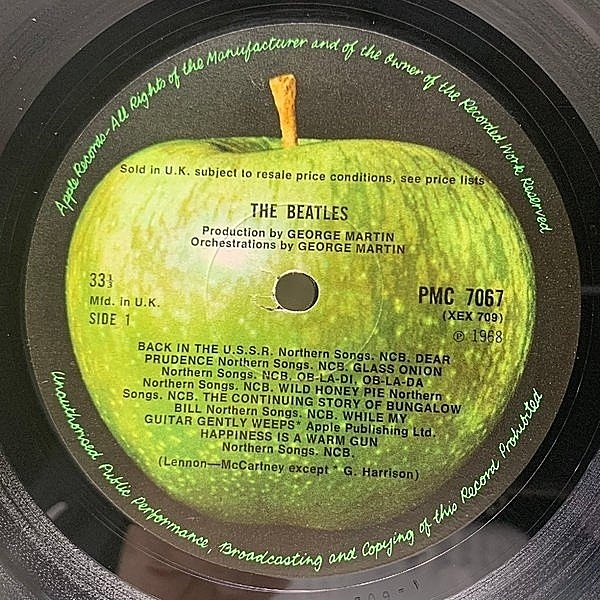 Apple Records-All Rights of the Manufacturer and of the Owner of the Recorded Work Reserved
Sold in U.K. subject to resale price conditions, see price lists
THE BEATLES
Production by GEORGE MARTIN
Orchestrations by GEORGE MARTIN
33⅓
Mfd. in U.K.
SIDE 1
PMC 7067
(XEX 709)
Ⓟ 1968
BACK IN THE U.S.S.R. Northern Songs. NCB. DEAR
PRUDENCE Northern Songs. NCB. GLASS ONION
Northern Songs. NCB. OB-LA-DI, OB-LA-DA
Northern Songs. NCB. WILD HONEY PIE Northern
Songs. NCB. THE CONTINUING STORY OF BUNGALOW
BILL Northern Songs. NCB. WHILE MY
GUITAR GENTLY WEEPS* Apple Publishing Ltd.
HAPPINESS IS A WARM GUN
Northern Songs. NCB.
(Lennon—McCartney except * G. Harrison)
Unauthorised Public Performance, Broadcasting and Copying of this Record Prohibited